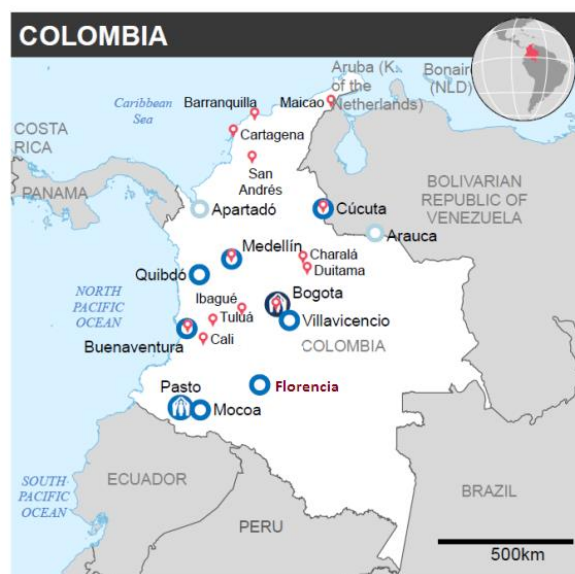 COLOMBIA
Aruba (K.
of the
Netherlands)
Bonair
(NLD)
Caribbean
Sea
Barranquilla
Maicao
Cartagena
COSTA
RICA
San
Andrés
PANAMA
BOLIVARIAN
REPUBLIC OF
VENEZUELA
Apartadó
Cúcuta
Arauca
Medellín
Charalá
Duitama
Quibdó
NORTH
PACIFIC
OCEAN
Ibagué
Bogota
Tuluá
Villavicencio
Buenaventura
Cali
COLOMBIA
Pasto
Florencia
Mocoa
SOUTH
PACIFIC
OCEAN
ECUADOR
BRAZIL
PERU
500km